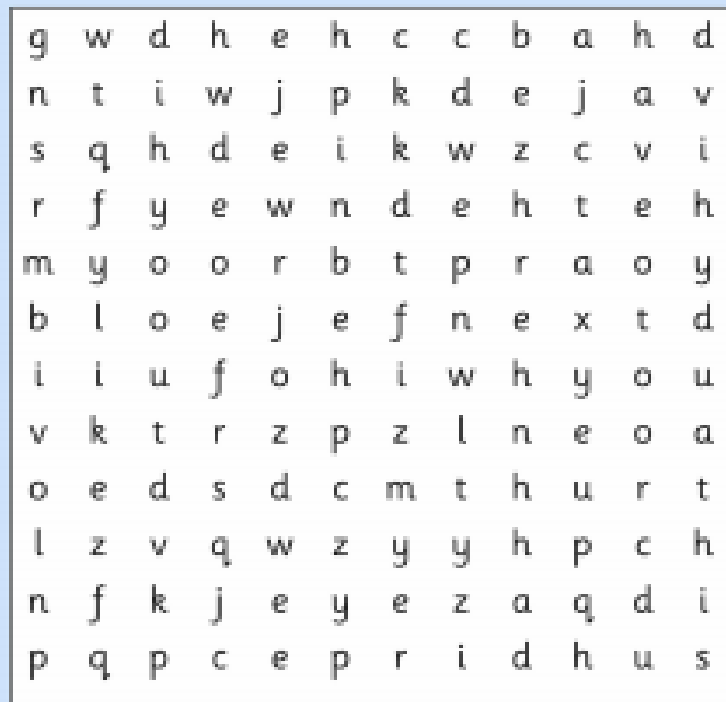 g w d h e h c c b a h d
n t i w j p k d e j a v
s q h d e i k w z c v i
r f y e w n d e h t e h
m y o o r b t p r a o y
b l o e j e f n e x t d
i i u f o h i w h y o u
v k t r z p z l n e o a
o e d s d c m t h u r t
l z v q w z y y h p c h
n f k j e y e z a q d i
p q p c e p r i d h u s